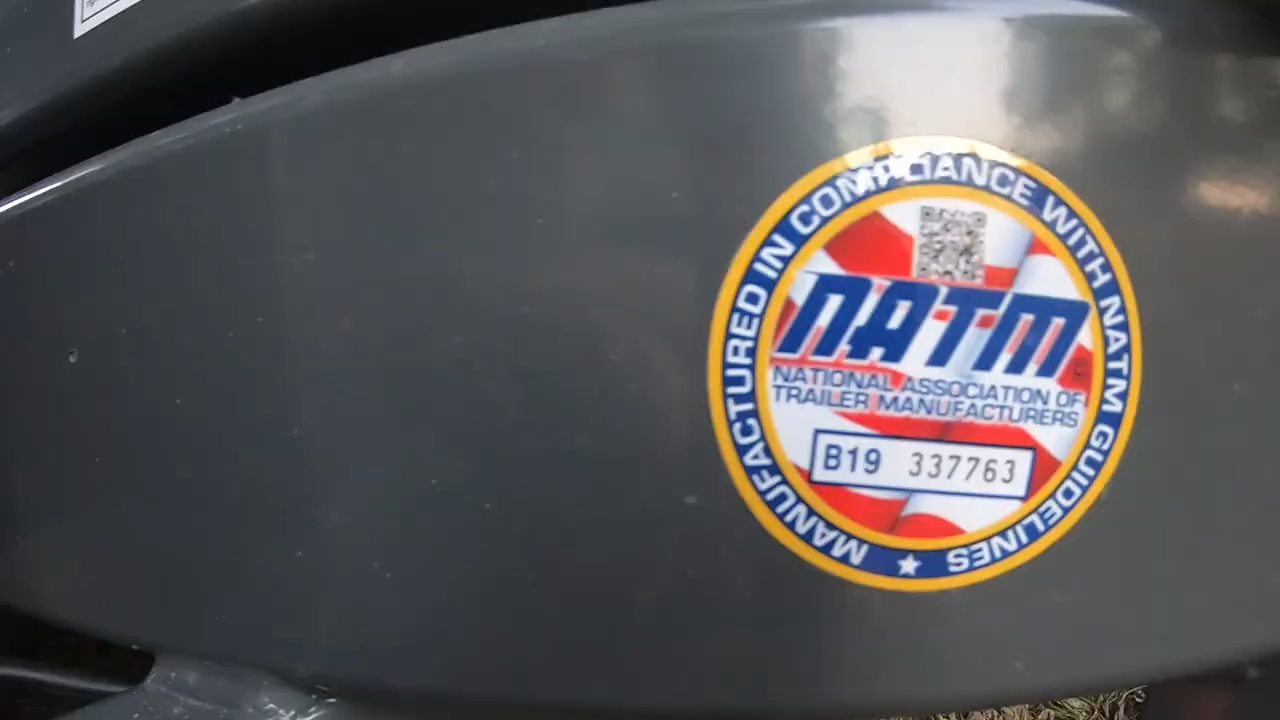 MANUFACTURED IN COMPLIANCE WITH NATM GUIDELINES
NATM
NATIONAL ASSOCIATION OF
TRAILER MANUFACTURERS
B19 337763